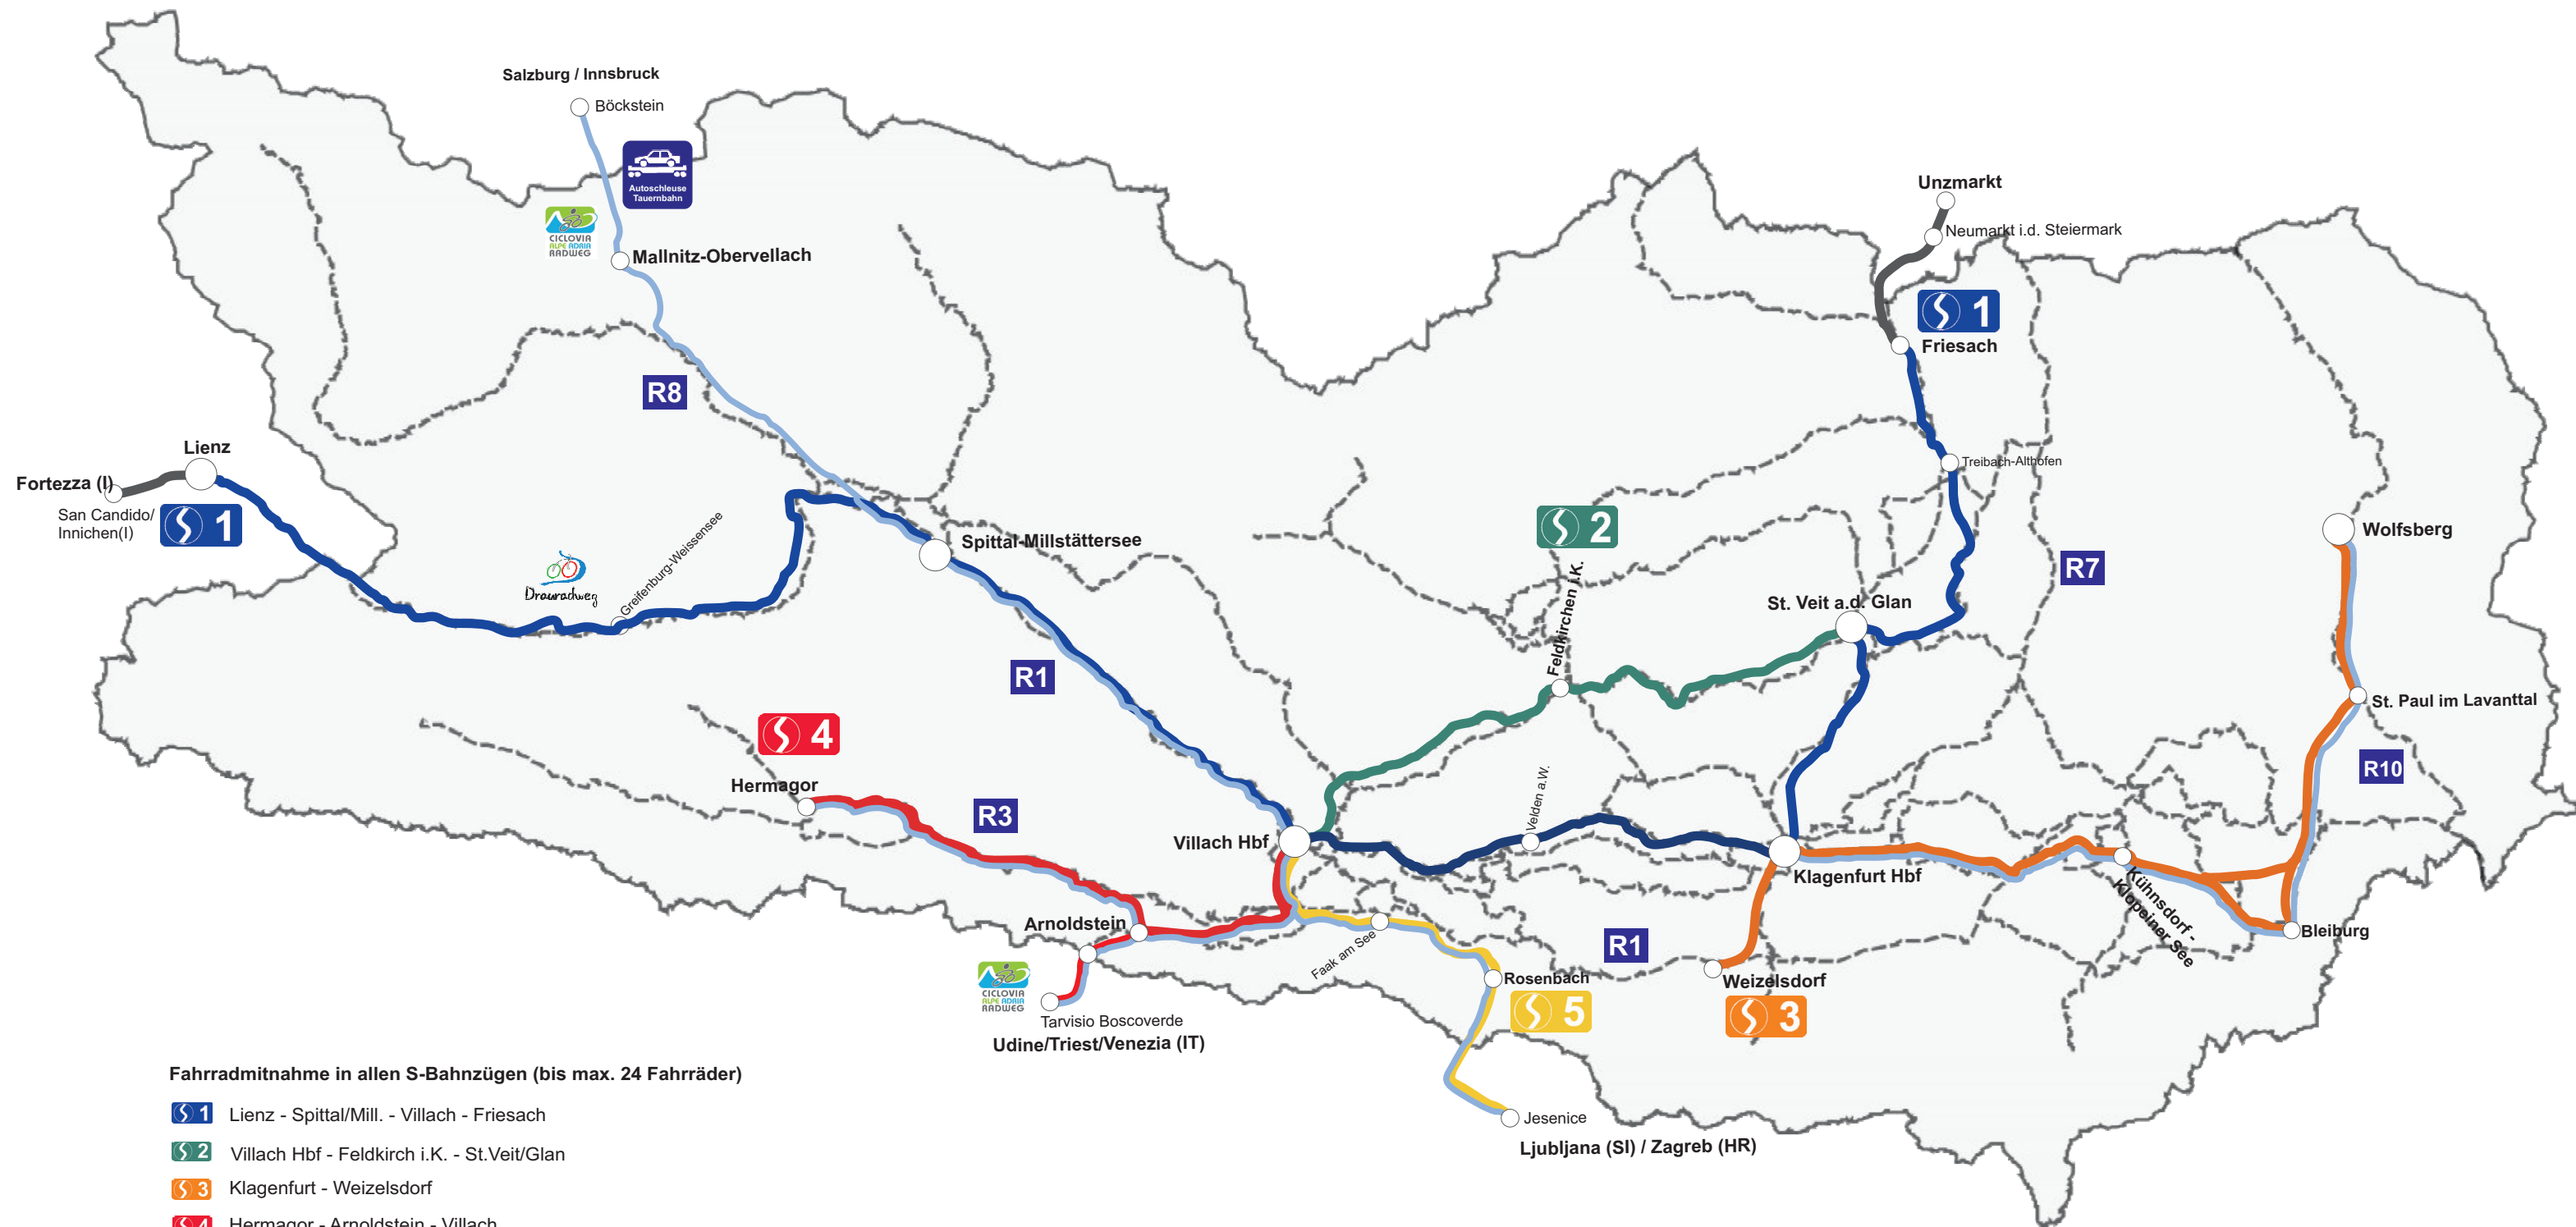 Salzburg / Innsbruck
Böckstein
Autoschleuse
Tauernbahn
CICLOVIA
ALPE ADRIA
RADWEG
Mallnitz-Obervellach
Unzmarkt
Neumarkt i.d. Steiermark
S 1
Friesach
R8
Lienz
Fortezza (I)
San Candido/
Innichen(I)
S 1
Treibach-Althofen
Drauradweg
Greifenburg-Weissensee
Spittal-Millstättersee
S 2
Feldkirchen i.K.
St. Veit a.d. Glan
R7
Wolfsberg
R1
St. Paul im Lavanttal
S 4
Hermagor
R3
R10
Velden a.W.
Villach Hbf
Klagenfurt Hbf
Kühnsdorf -
Klopeiner See
Bleiburg
Arnoldstein
Faak am See
R1
Rosenbach
Weizelsdorf
S 5
S 3
CICLOVIA
ALPE ADRIA
RADWEG
Tarvisio Boscoverde
Udine/Triest/Venezia (IT)
Jesenice
Ljubljana (SI) / Zagreb (HR)
Fahrradmitnahme in allen S-Bahnzügen (bis max. 24 Fahrräder)
S 1 Lienz - Spittal/Mill. - Villach - Friesach
S 2 Villach Hbf - Feldkirch i.K. - St.Veit/Glan
S 3 Klagenfurt - Weizelsdorf
S 4 Hermagor - Arnoldstein - Villach